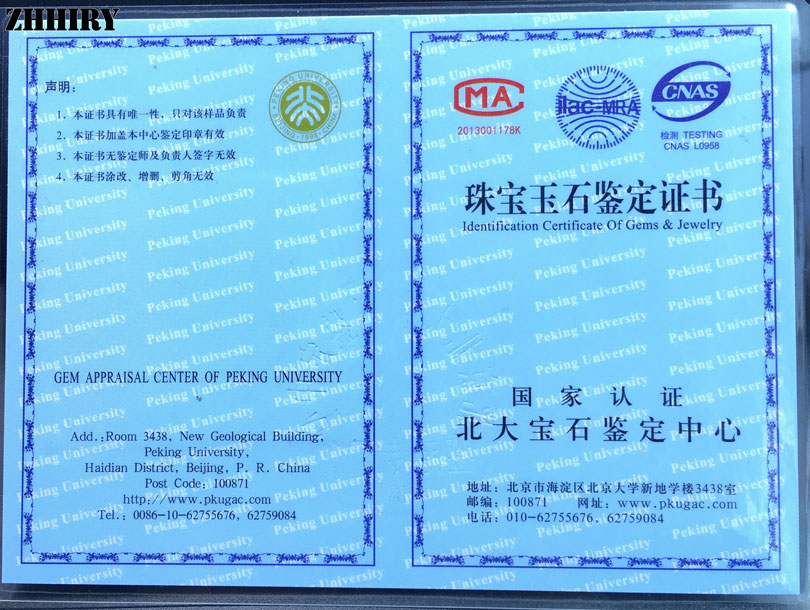 ZHHIRY
声明：
1．本证书具有唯一性，只对该样品负责
2．本证书加盖本中心鉴定印章有效
3．本证书无鉴定师及负责人签字无效
4．本证书涂改、增删、剪角无效
GEM APPRAISAL CENTER OF PEKING UNIVERSITY
Add.:Room 3438, New Geological Building,
Peking University,
Haidian District, Beijing, P. R. China
Post Code: 100871
http://www.pkugac.com
Tel.: 0086-10-62755676, 62759084
MA
2013001178K
ilac-MRA
CNAS
检测 TESTING
CNAS L0958
珠宝玉石鉴定证书
Identification Certificate Of Gems & Jewelry
国家认证
北大宝石鉴定中心
地址：北京市海淀区北京大学新地学楼3438室
邮编：100871 网址：www.pkugac.com
电话：010-62755676，62759084
Peking University